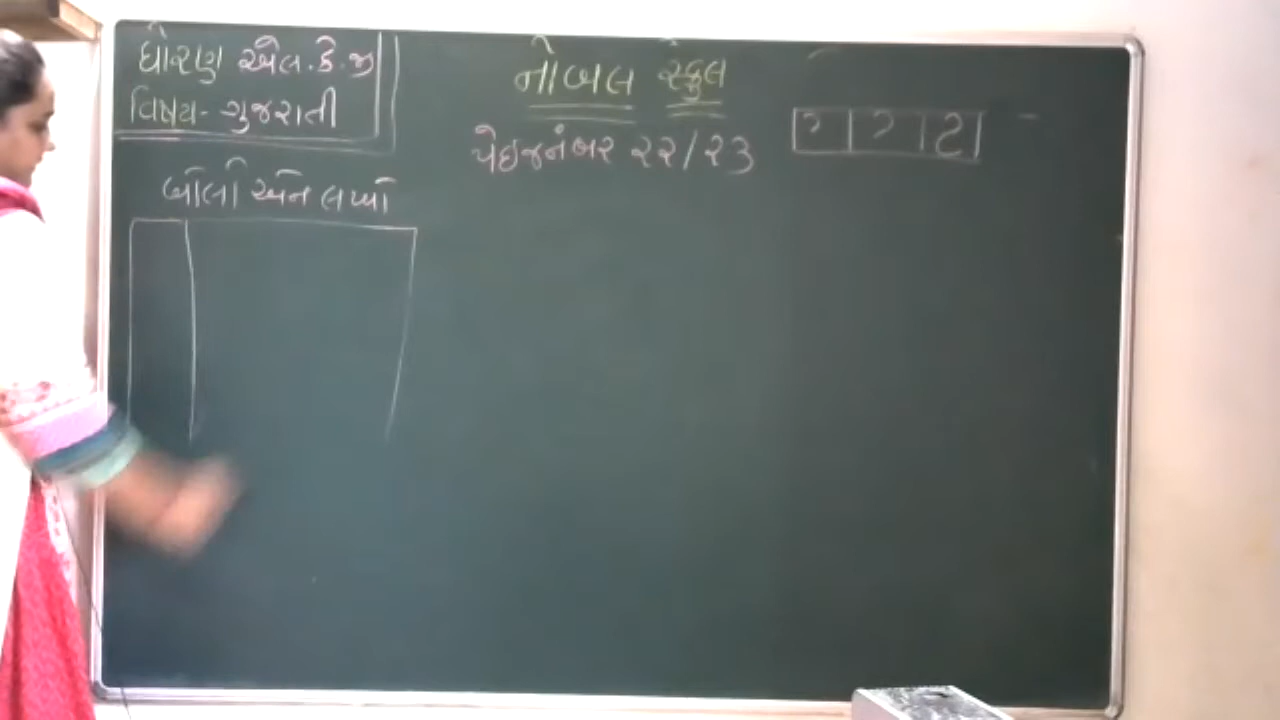 ધોરણ એલ.કે.જી
વિષય- ગુજરાતી
નોબલ સ્કુલ
પેઇજનંબર ૨૨/૨૩
ગ ગ ટ
બોલો અને લખો